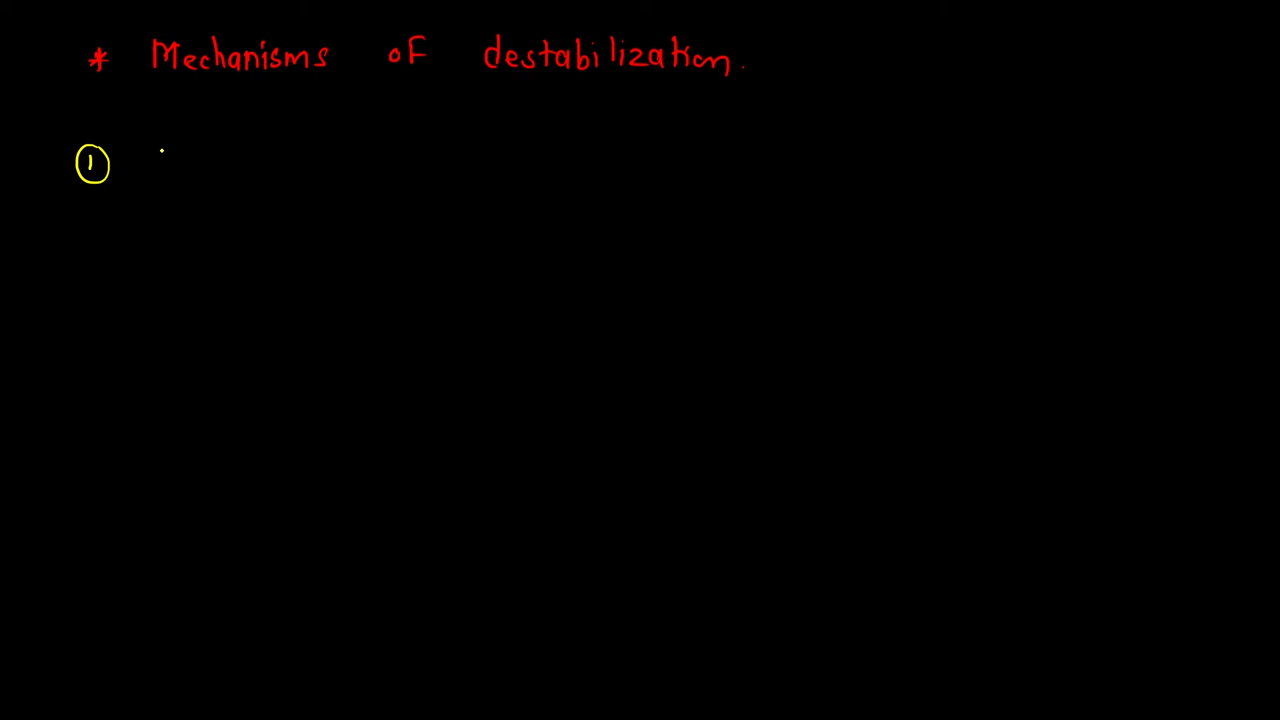 * Mechanisms of destabilization.
①